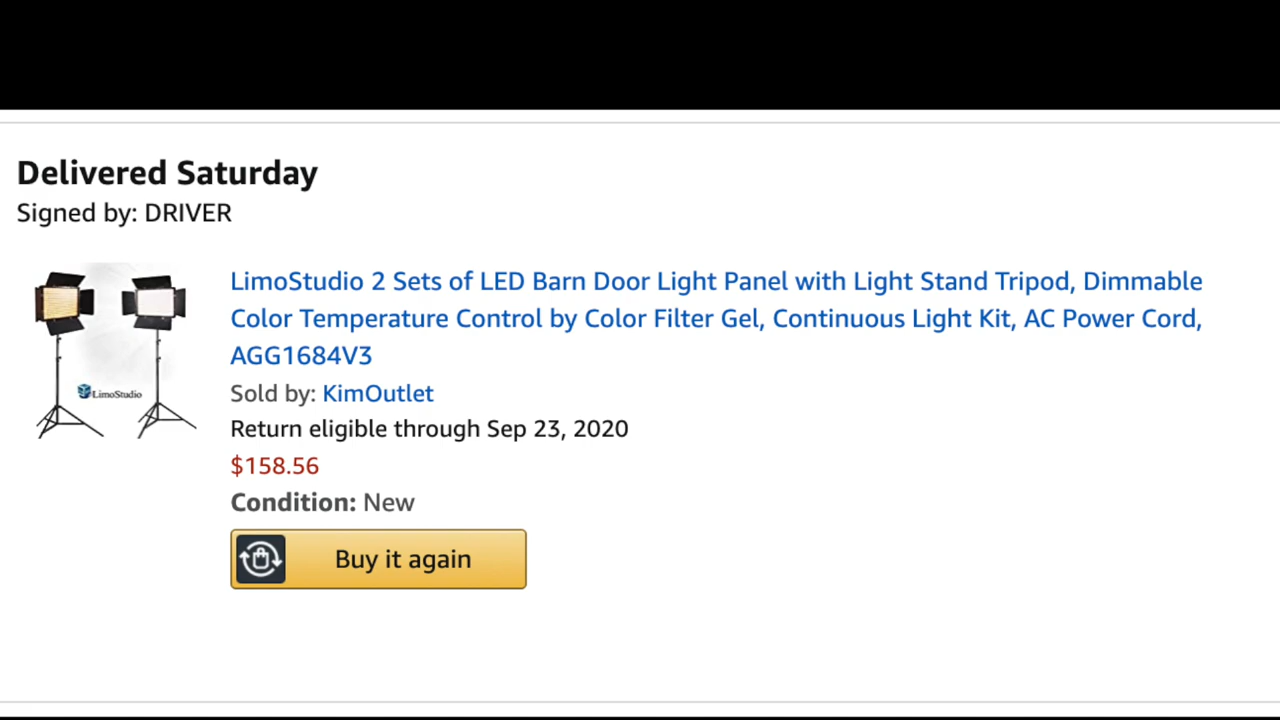 Delivered Saturday
Signed by: DRIVER
LimoStudio 2 Sets of LED Barn Door Light Panel with Light Stand Tripod, Dimmable
Color Temperature Control by Color Filter Gel, Continuous Light Kit, AC Power Cord,
AGG1684V3
LimoStudio
Sold by: KimOutlet
Return eligible through Sep 23, 2020
$158.56
Condition: New
Buy it again